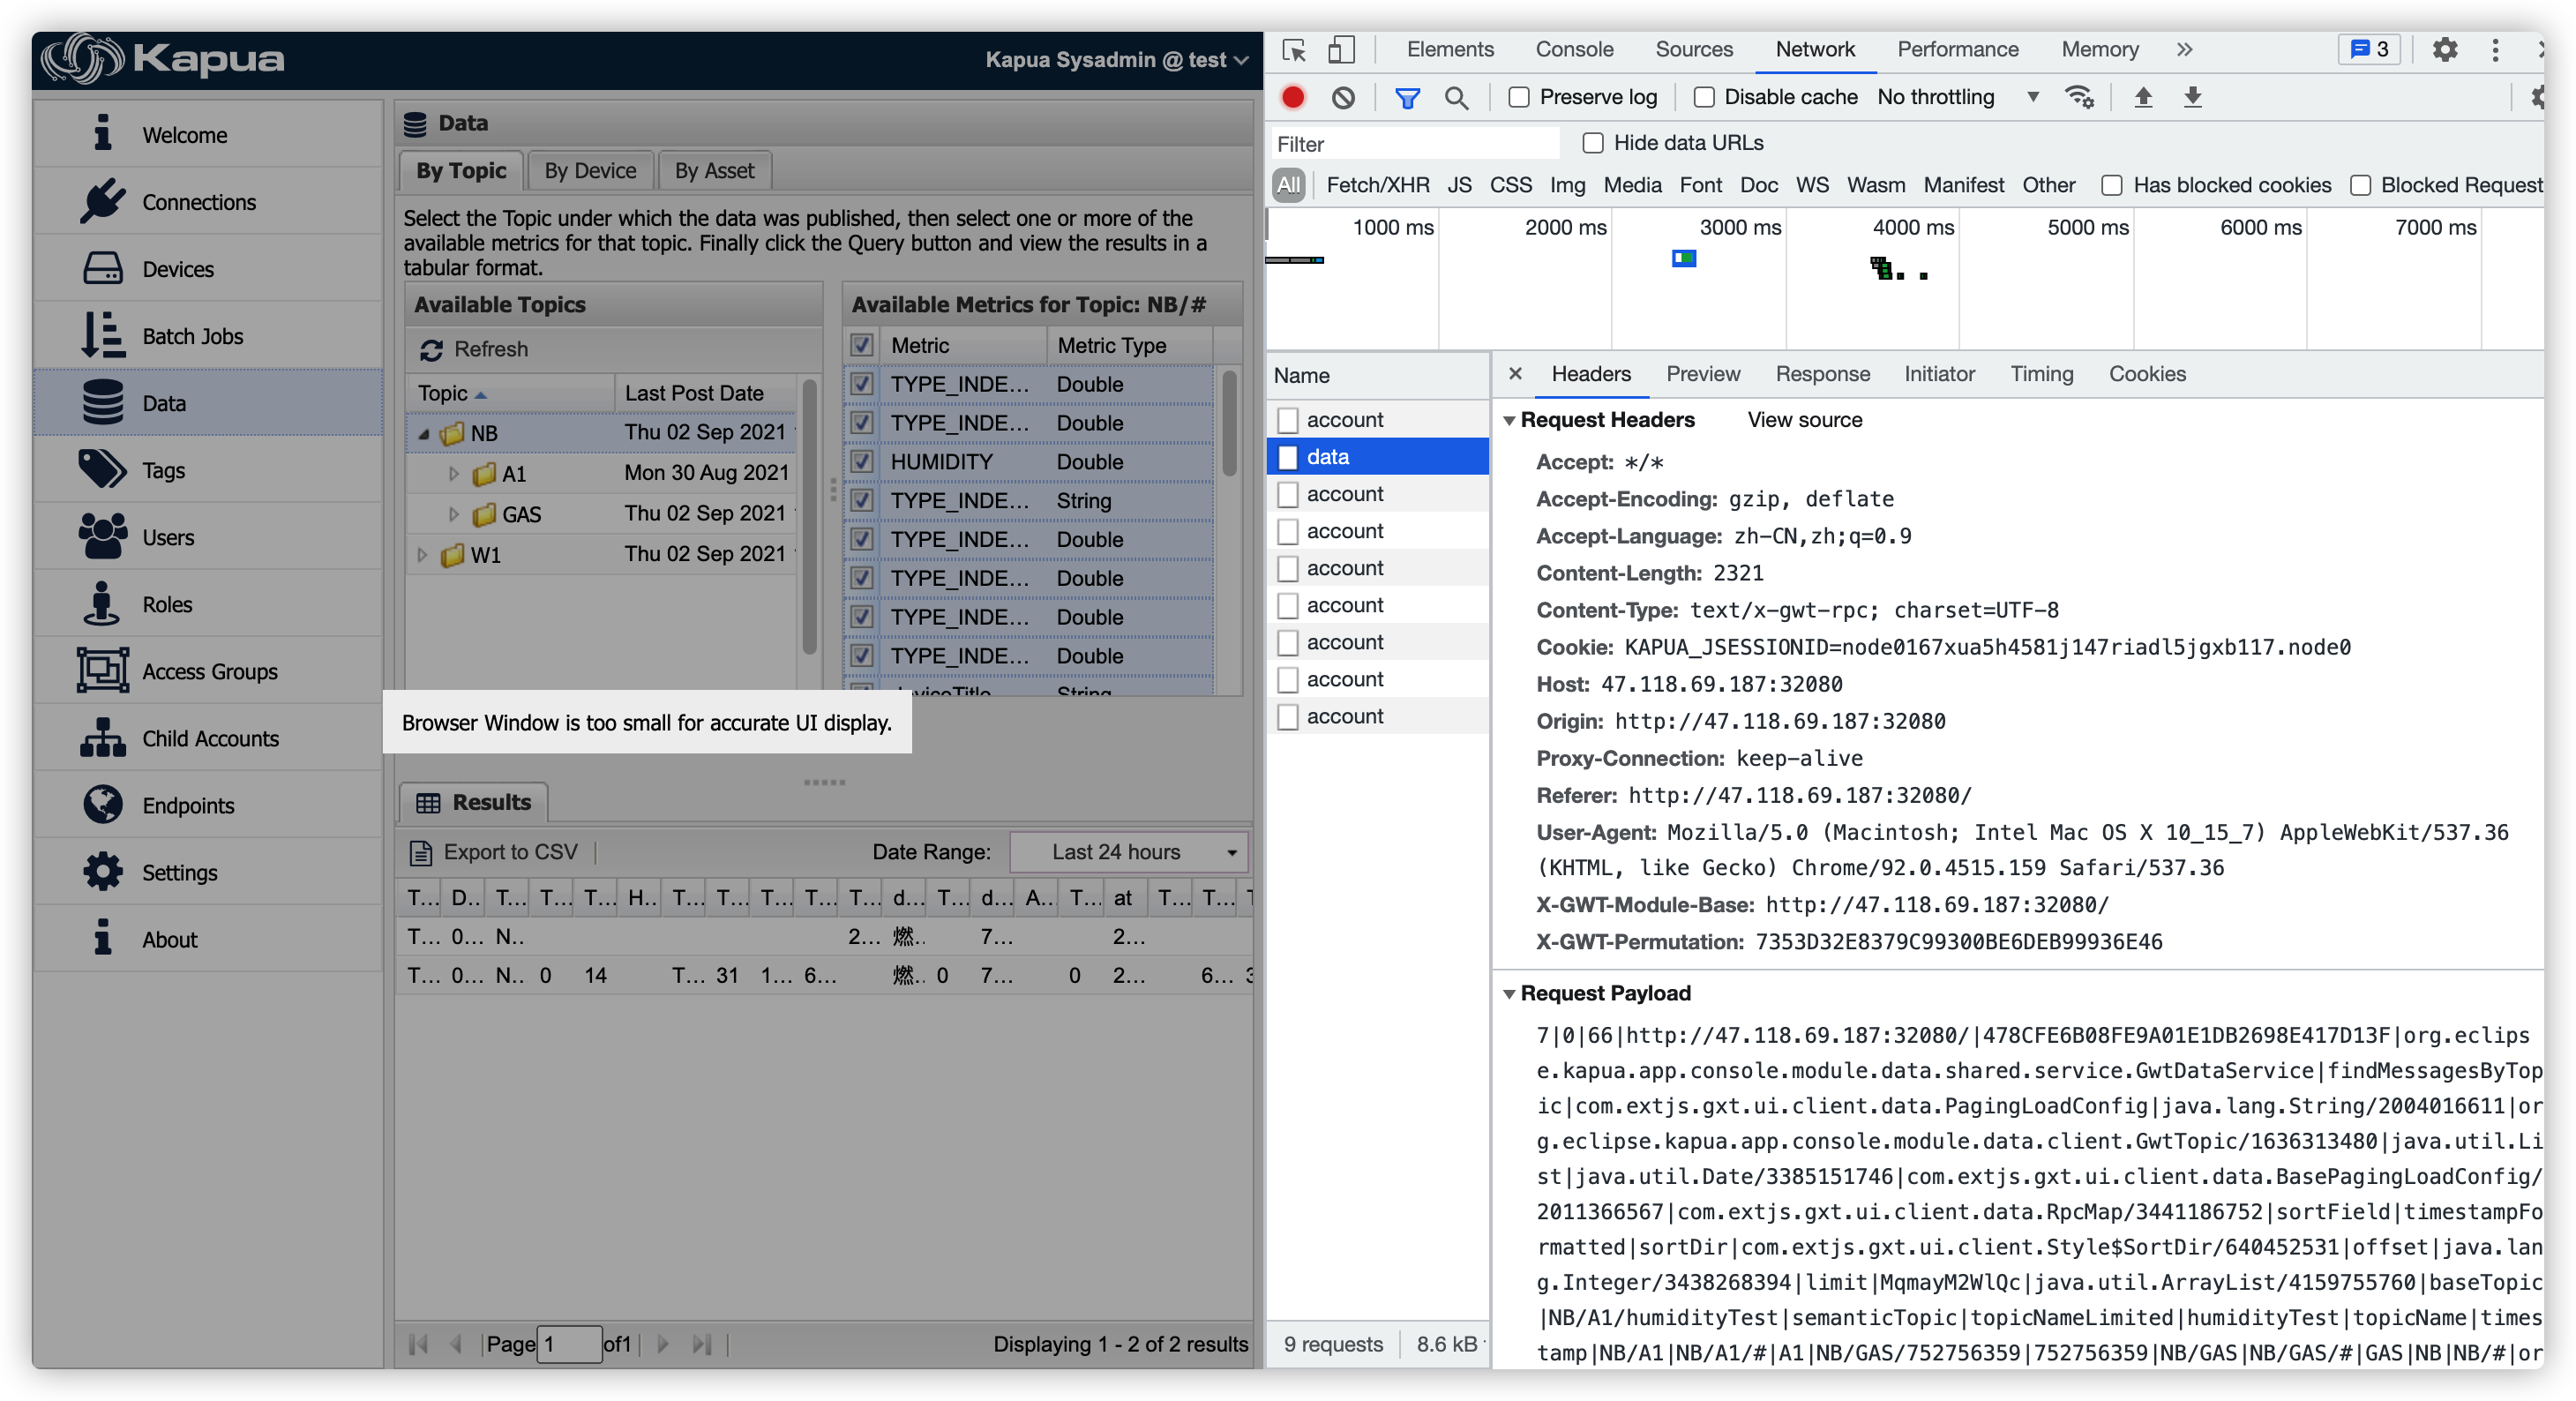 Kapua
Kapua Sysadmin @ test
Welcome
Connections
Devices
Batch Jobs
Data
Tags
Users
Roles
Access Groups
Child Accounts
Endpoints
Settings
About
Data
By Topic By Device By Asset
Select the Topic under which the data was published, then select one or more of the
available metrics for that topic. Finally click the Query button and view the results in a
tabular format.
Available Topics
Refresh
Topic Last Post Date
NB Thu 02 Sep 2021
A1 Mon 30 Aug 2021
GAS Thu 02 Sep 2021
W1 Thu 02 Sep 2021
Available Metrics for Topic: NB/#
Metric Metric Type
TYPE_INDE... Double
TYPE_INDE... Double
HUMIDITY Double
TYPE_INDE... String
TYPE_INDE... Double
TYPE_INDE... Double
TYPE_INDE... Double
TYPE_INDE... Double
deviceTitle String
Browser Window is too small for accurate UI display.
Results
Export to CSV Date Range: Last 24 hours
T... D.. T... T... T... H.. T... T... T... T... T... d... T... d... A... T... at T... T...
T... 0... N.. 2... 燃.. 7... 2...
T... 0... N.. 0 14 T... 31 1... 6... 燃.. 0 7... 0 2... 6... 3
Page 1 of1 Displaying 1 - 2 of 2 results
Elements Console Sources Network Performance Memory » 3
Preserve log Disable cache No throttling
Filter Hide data URLs
All Fetch/XHR JS CSS Img Media Font Doc WS Wasm Manifest Other Has blocked cookies Blocked Request
1000 ms 2000 ms 3000 ms 4000 ms 5000 ms 6000 ms 7000 ms
Name
account
data
account
account
account
account
account
account
account
9 requests 8.6 kB
× Headers Preview Response Initiator Timing Cookies
Request Headers View source
Accept: */*
Accept-Encoding: gzip, deflate
Accept-Language: zh-CN,zh;q=0.9
Content-Length: 2321
Content-Type: text/x-gwt-rpc; charset=UTF-8
Cookie: KAPUA_JSESSIONID=node0167xua5h4581j147riadl5jgxb117.node0
Host: 47.118.69.187:32080
Origin: http://47.118.69.187:32080
Proxy-Connection: keep-alive
Referer: http://47.118.69.187:32080/
User-Agent: Mozilla/5.0 (Macintosh; Intel Mac OS X 10_15_7) AppleWebKit/537.36
(KHTML, like Gecko) Chrome/92.0.4515.159 Safari/537.36
X-GWT-Module-Base: http://47.118.69.187:32080/
X-GWT-Permutation: 7353D32E8379C99300BE6DEB99936E46
Request Payload
7|0|66|http://47.118.69.187:32080/|478CFE6B08FE9A01E1DB2698E417D13F|org.eclips
e.kapua.app.console.module.data.shared.service.GwtDataService|findMessagesByTop
ic|com.extjs.gxt.ui.client.data.PagingLoadConfig|java.lang.String/2004016611|or
g.eclipse.kapua.app.console.module.data.client.GwtTopic/1636313480|java.util.Li
st|java.util.Date/3385151746|com.extjs.gxt.ui.client.data.BasePagingLoadConfig/
2011366567|com.extjs.gxt.ui.client.data.RpcMap/3441186752|sortField|timestampFo
rmatted|sortDir|com.extjs.gxt.ui.client.Style$SortDir/640452531|offset|java.lan
g.Integer/3438268394|limit|MqmayM2WlQc|java.util.ArrayList/4159755760|baseTopic
|NB/A1/humidityTest|semanticTopic|topicNameLimited|humidityTest|topicName|times
tamp|NB/A1|NB/A1/#|A1|NB/GAS/752756359|752756359|NB/GAS|NB/GAS/#|GAS|NB|NB/#|or